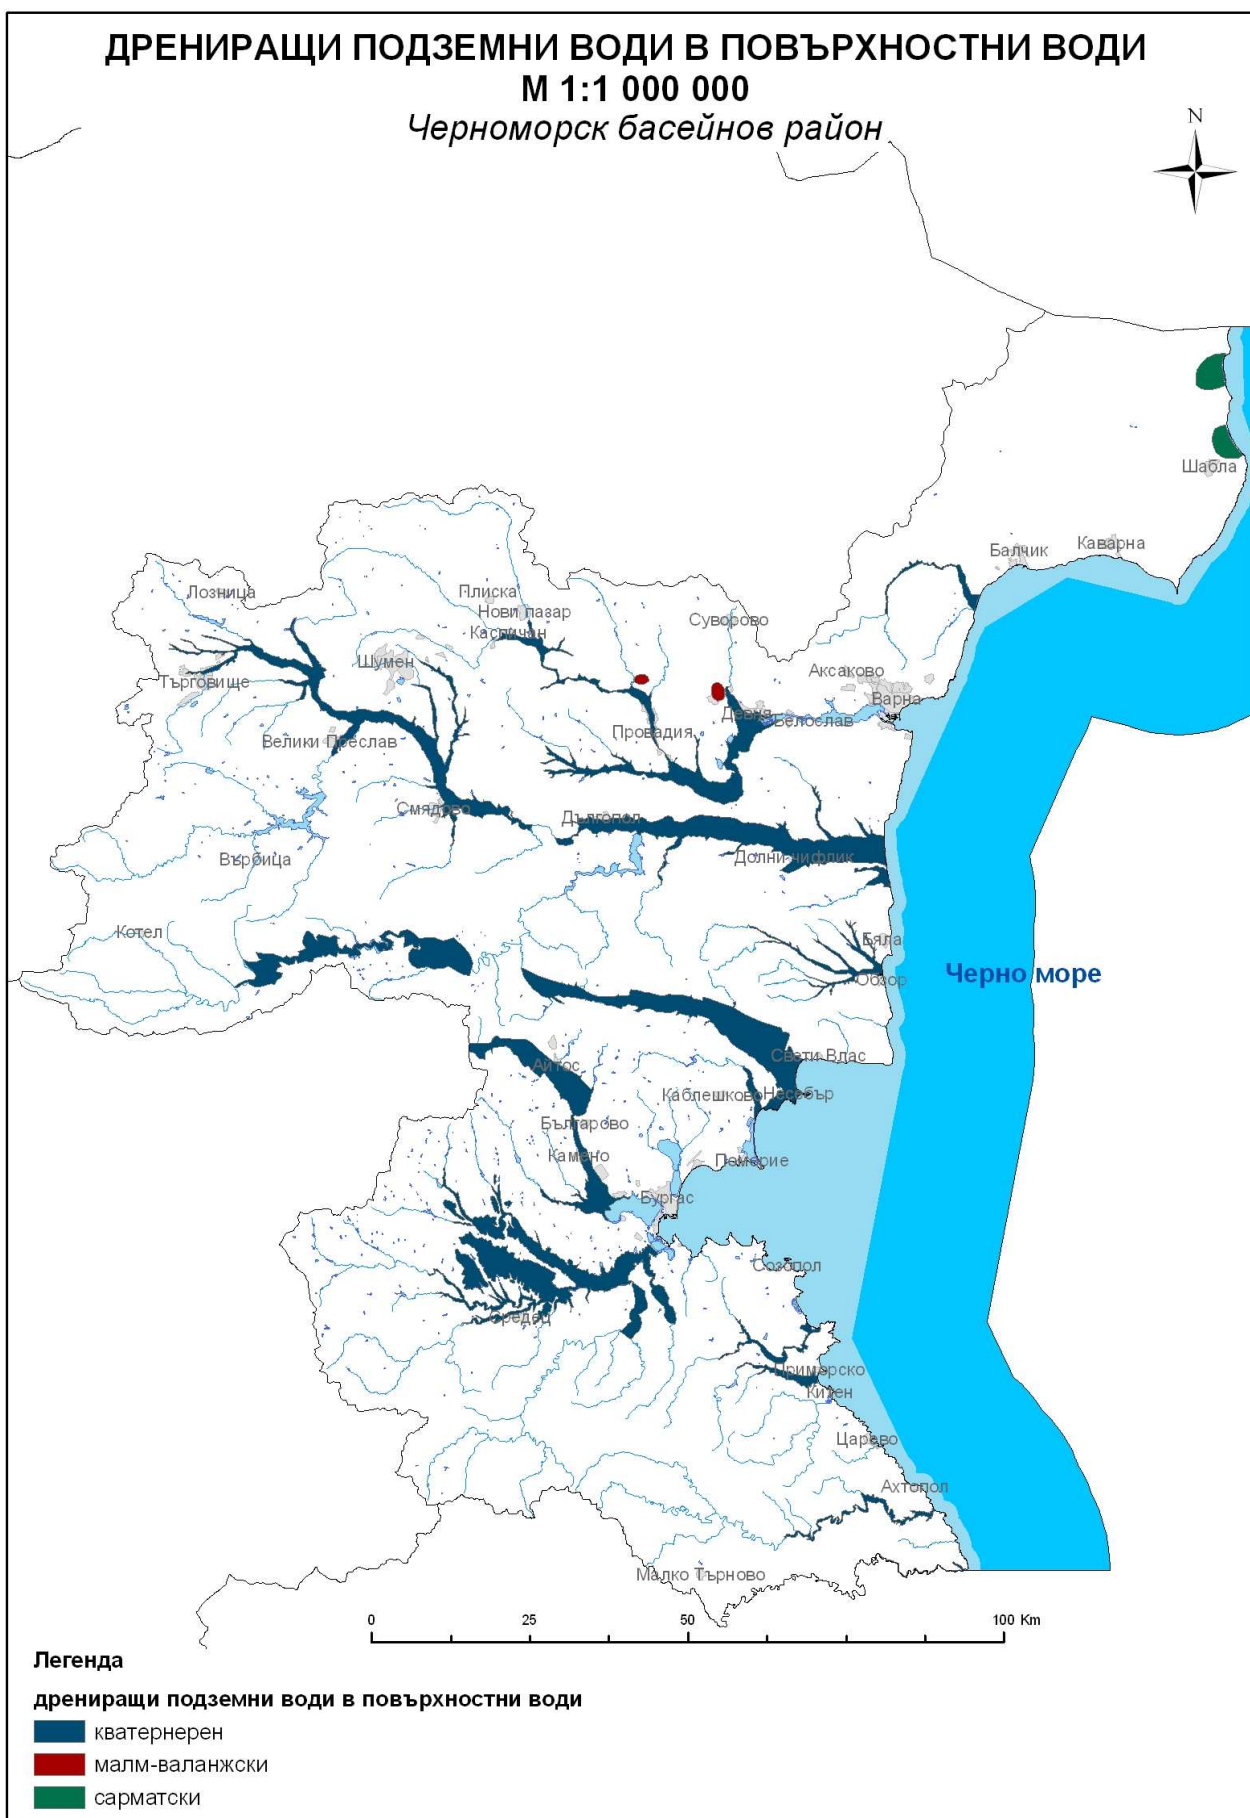 ДРЕНИРАЩИ ПОДЗЕМНИ ВОДИ В ПОВЪРХНОСТНИ ВОДИ
М 1:1 000 000
Черноморск басейнов район
N
Шабла
Балчик
Каварна
Лозница
Плиска
Нови пазар
Каспичан
Суворово
Шумен
Аксаково
Търговище
Варна
Девня
Белослав
Провадия
Велики Преслав
Смядово
Дългопол
Долни чифлик
Върбица
Котел
Бяла
Обзор
Черно море
Свети Влас
Айтос
Каблешково
Несебър
Българово
Камено
Поморие
Бургас
Созопол
Средец
Приморско
Китен
Царево
Ахтопол
Малко Търново
0 25 50 100 Km
Легенда
дрениращи подземни води в повърхностни води
кватернерен
малм-валанжски
сарматски